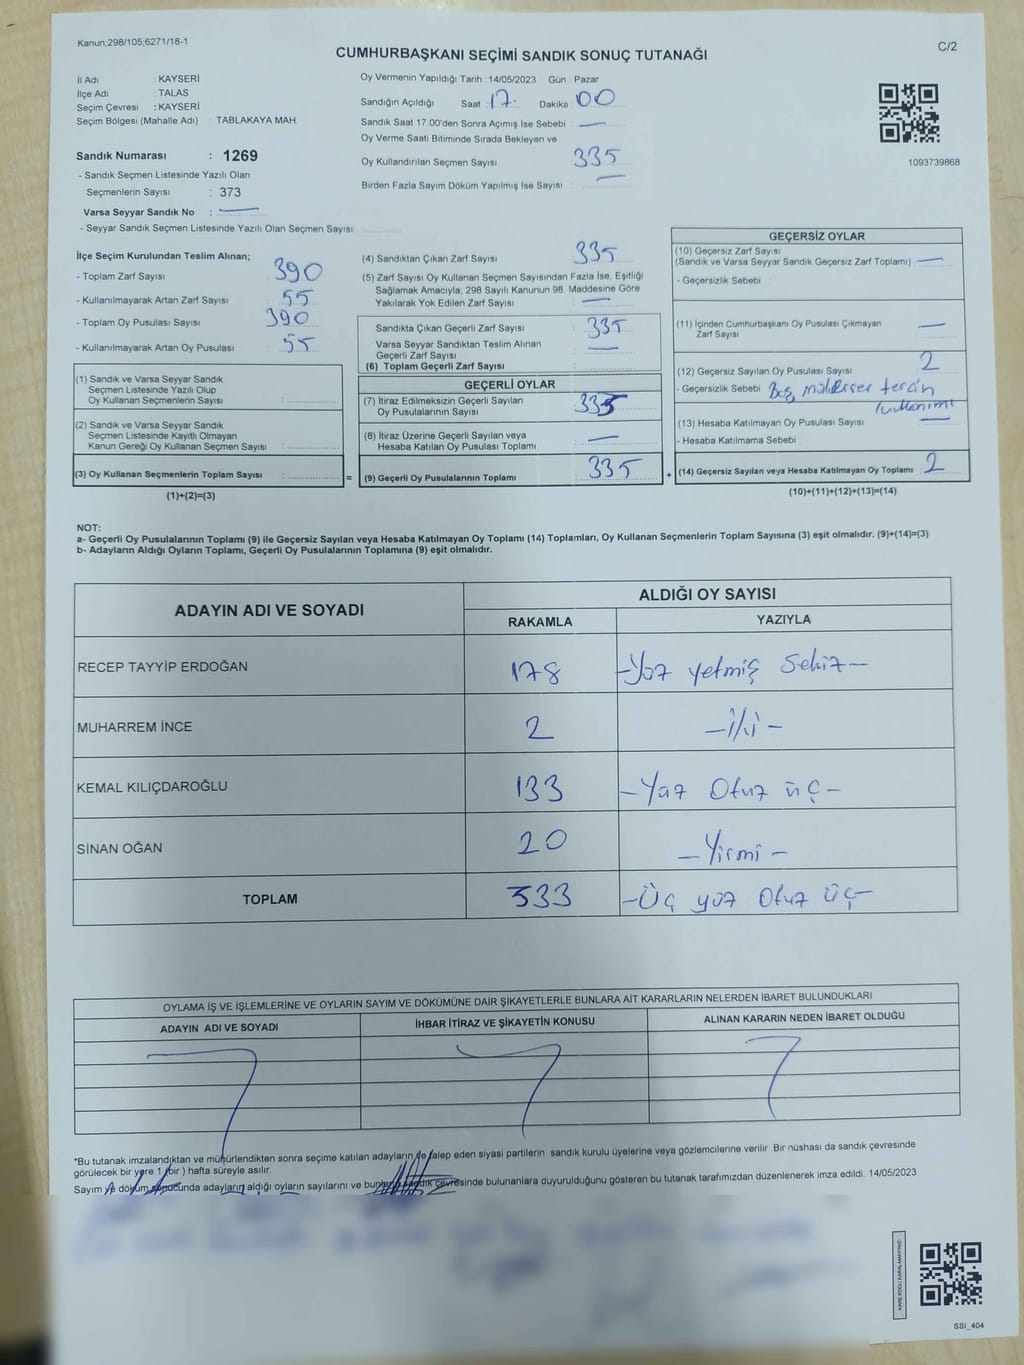 Kanun;298/105;6271/18-1
C/2
CUMHURBAŞKANI SEÇİMİ SANDIK SONUÇ TUTANAĞI
İl Adı : KAYSERİ
İlçe Adı : TALAS
Seçim Çevresi : KAYSERİ
Seçim Bölgesi (Mahalle Adı) : TABLAKAYA MAH.
Sandık Numarası : 1269
- Sandık Seçmen Listesinde Yazılı Olan
Seçmenlerin Sayısı : 373
Varsa Seyyar Sandık No : —
- Seyyar Sandık Seçmen Listesinde Yazılı Olan Seçmen Sayısı:
Oy Vermenin Yapıldığı Tarih : 14/05/2023 Gün : Pazar
Sandığın Açıldığı Saat : 17 Dakika : 00
Sandık Saat 17.00'den Sonra Açımış İse Sebebi : —
Oy Verme Saati Bitiminde Sırada Bekleyen ve
Oy Kullandırılan Seçmen Sayısı 335
Birden Fazla Sayım Döküm Yapılmış İse Sayısı —
1093739868
İlçe Seçim Kurulundan Teslim Alınan;
- Toplam Zarf Sayısı : 390
- Kullanılmayarak Artan Zarf Sayısı : 55
- Toplam Oy Pusulası Sayısı : 390
- Kullanılmayarak Artan Oy Pusulası : 55
(1) Sandık ve Varsa Seyyar Sandık
Seçmen Listesinde Yazılı Olup
Oy Kullanan Seçmenlerin Sayısı :
(2) Sandık ve Varsa Seyyar Sandık
Seçmen Listesinde Kayıtlı Olmayan
Kanun Gereği Oy Kullanan Seçmen Sayısı :
(3) Oy Kullanan Seçmenlerin Toplam Sayısı :
(1)+(2)=(3)
=
(4) Sandıktan Çıkan Zarf Sayısı : 335
(5) Zarf Sayısı Oy Kullanan Seçmen Sayısından Fazla İse, Eşitliği
Sağlamak Amacıyla; 298 Sayılı Kanunun 98. Maddesine Göre
Yakılarak Yok Edilen Zarf Sayısı : —
Sandıkta Çıkan Geçerli Zarf Sayısı : 335
Varsa Seyyar Sandıktan Teslim Alınan
Geçerli Zarf Sayısı : —
(6) Toplam Geçerli Zarf Sayısı :
GEÇERLİ OYLAR
(7) İtiraz Edilmeksizin Geçerli Sayılan
Oy Pusulalarının Sayısı : 335
(8) İtiraz Üzerine Geçerli Sayılan veya
Hesaba Katılan Oy Pusulası Toplamı : —
(9) Geçerli Oy Pusulalarının Toplamı : 335
+
GEÇERSİZ OYLAR
(10) Geçersiz Zarf Sayısı
(Sandık ve Varsa Seyyar Sandık Geçersiz Zarf Toplamı) : —
- Geçersizlik Sebebi :
(11) İçinden Cumhurbaşkanı Oy Pusulası Çıkmayan
Zarf Sayısı : —
(12) Geçersiz Sayılan Oy Pusulası Sayısı : 2
- Geçersizlik Sebebi : Boş,
(13) Hesaba Katılmayan Oy Pusulası Sayısı : —
- Hesaba Katılmama Sebebi :
(14) Geçersiz Sayılan veya Hesaba Katılmayan Oy Toplamı : 2
(10)+(11)+(12)+(13)=(14)
NOT:
a- Geçerli Oy Pusulalarının Toplamı (9) ile Geçersiz Sayılan veya Hesaba Katılmayan Oy Toplamı (14) Toplamları, Oy Kullanan Seçmenlerin Toplam Sayısına (3) eşit olmalıdır. (9)+(14)=(3)
b- Adayların Aldığı Oyların Toplamı, Geçerli Oy Pusulalarının Toplamına (9) eşit olmalıdır.
ADAYIN ADI VE SOYADI
ALDIĞI OY SAYISI
RAKAMLA YAZIYLA
RECEP TAYYİP ERDOĞAN 178 -Yüz yetmiş sekiz-
MUHARREM İNCE 2 -İki-
KEMAL KILIÇDAROĞLU 133 -Yüz Otuz üç-
SİNAN OĞAN 20 -Yirmi-
TOPLAM 333 -Üç yüz Otuz üç-
OYLAMA İŞ VE İŞLEMLERİNE VE OYLARIN SAYIM VE DÖKÜMÜNE DAİR ŞİKAYETLERLE BUNLARA AİT KARARLARIN NELERDEN İBARET BULUNDUKLARI
ADAYIN ADI VE SOYADI İHBAR İTİRAZ VE ŞİKAYETİN KONUSU ALINAN KARARIN NEDEN İBARET OLDUĞU
*Bu tutanak imzalandıktan ve mühürlendikten sonra seçime katılan adayların,ve talep eden siyasi partilerin sandık kurulu üyelerine veya gözlemcilerine verilir. Bir nüshası da sandık çevresinde
görülecek bir yere 1 (bir ) hafta süreyle asılır.
Sayım ve döküm sonucunda adayların aldığı oyların sayılarını ve bunların sandık çevresinde bulunanlara duyurulduğunu gösteren bu tutanak tarafımızdan düzenlenerek imza edildi. 14/05/2023
KARE KODU KARALAMAYINIZ!
SSI_404